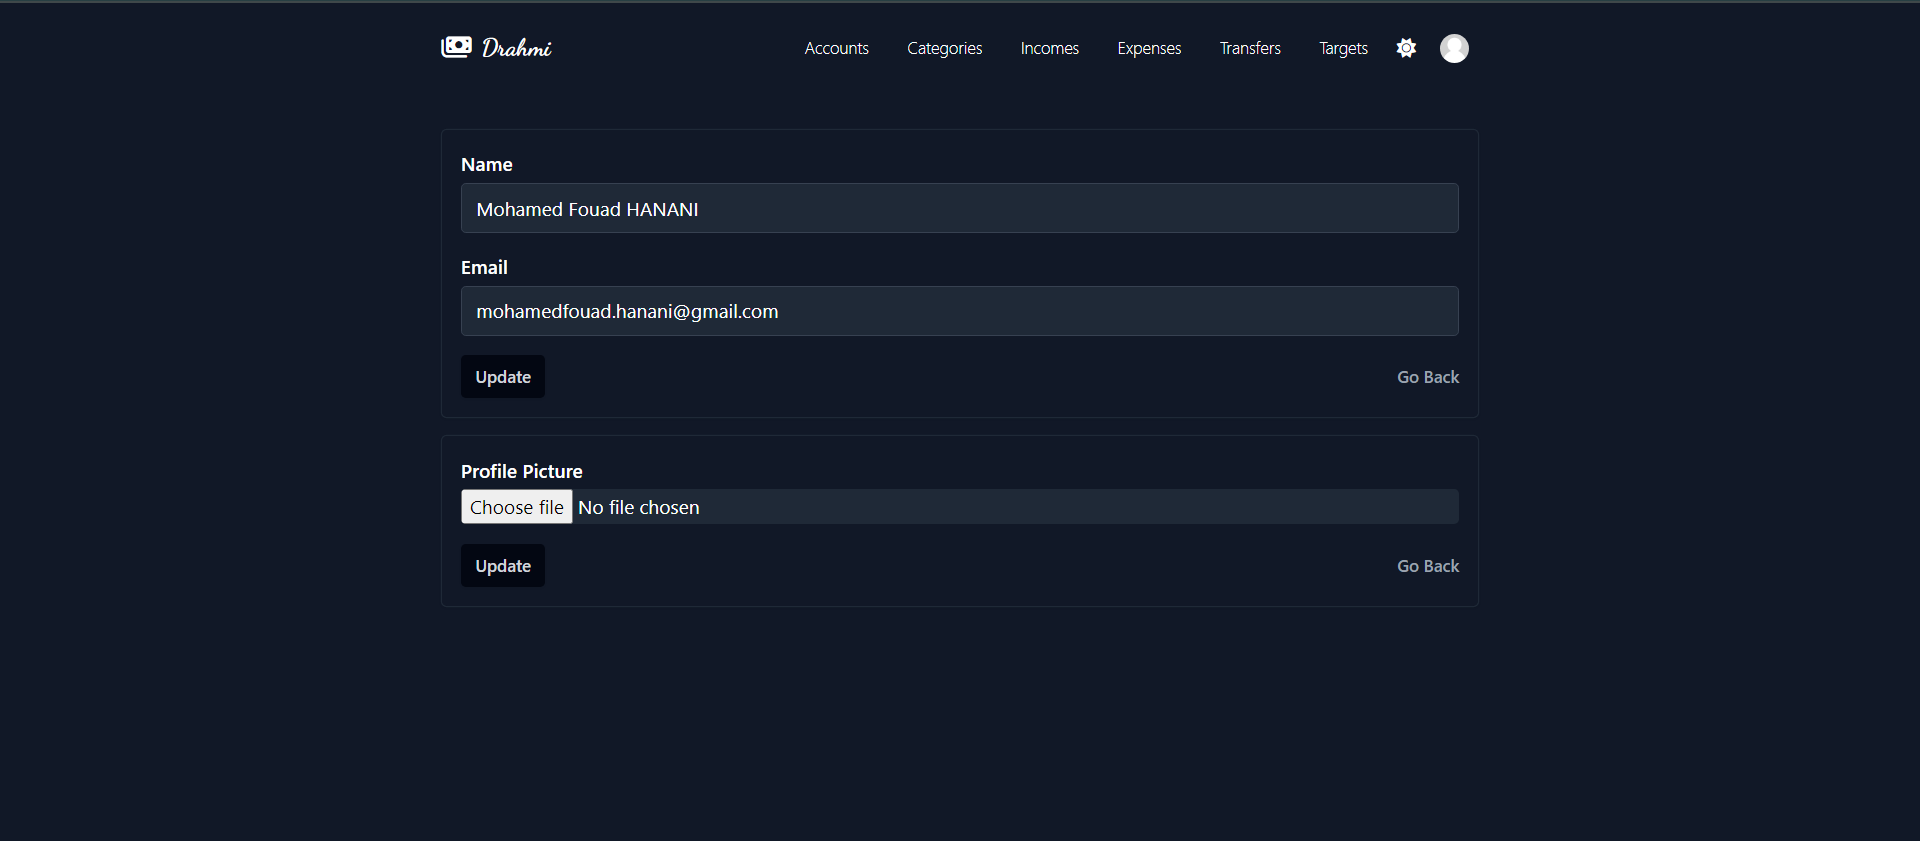 Drahmi Accounts Categories Incomes Expenses Transfers Targets
Name
Mohamed Fouad HANANI
Email
mohamedfouad.hanani@gmail.com
Update Go Back
Profile Picture
Choose file No file chosen
Update Go Back